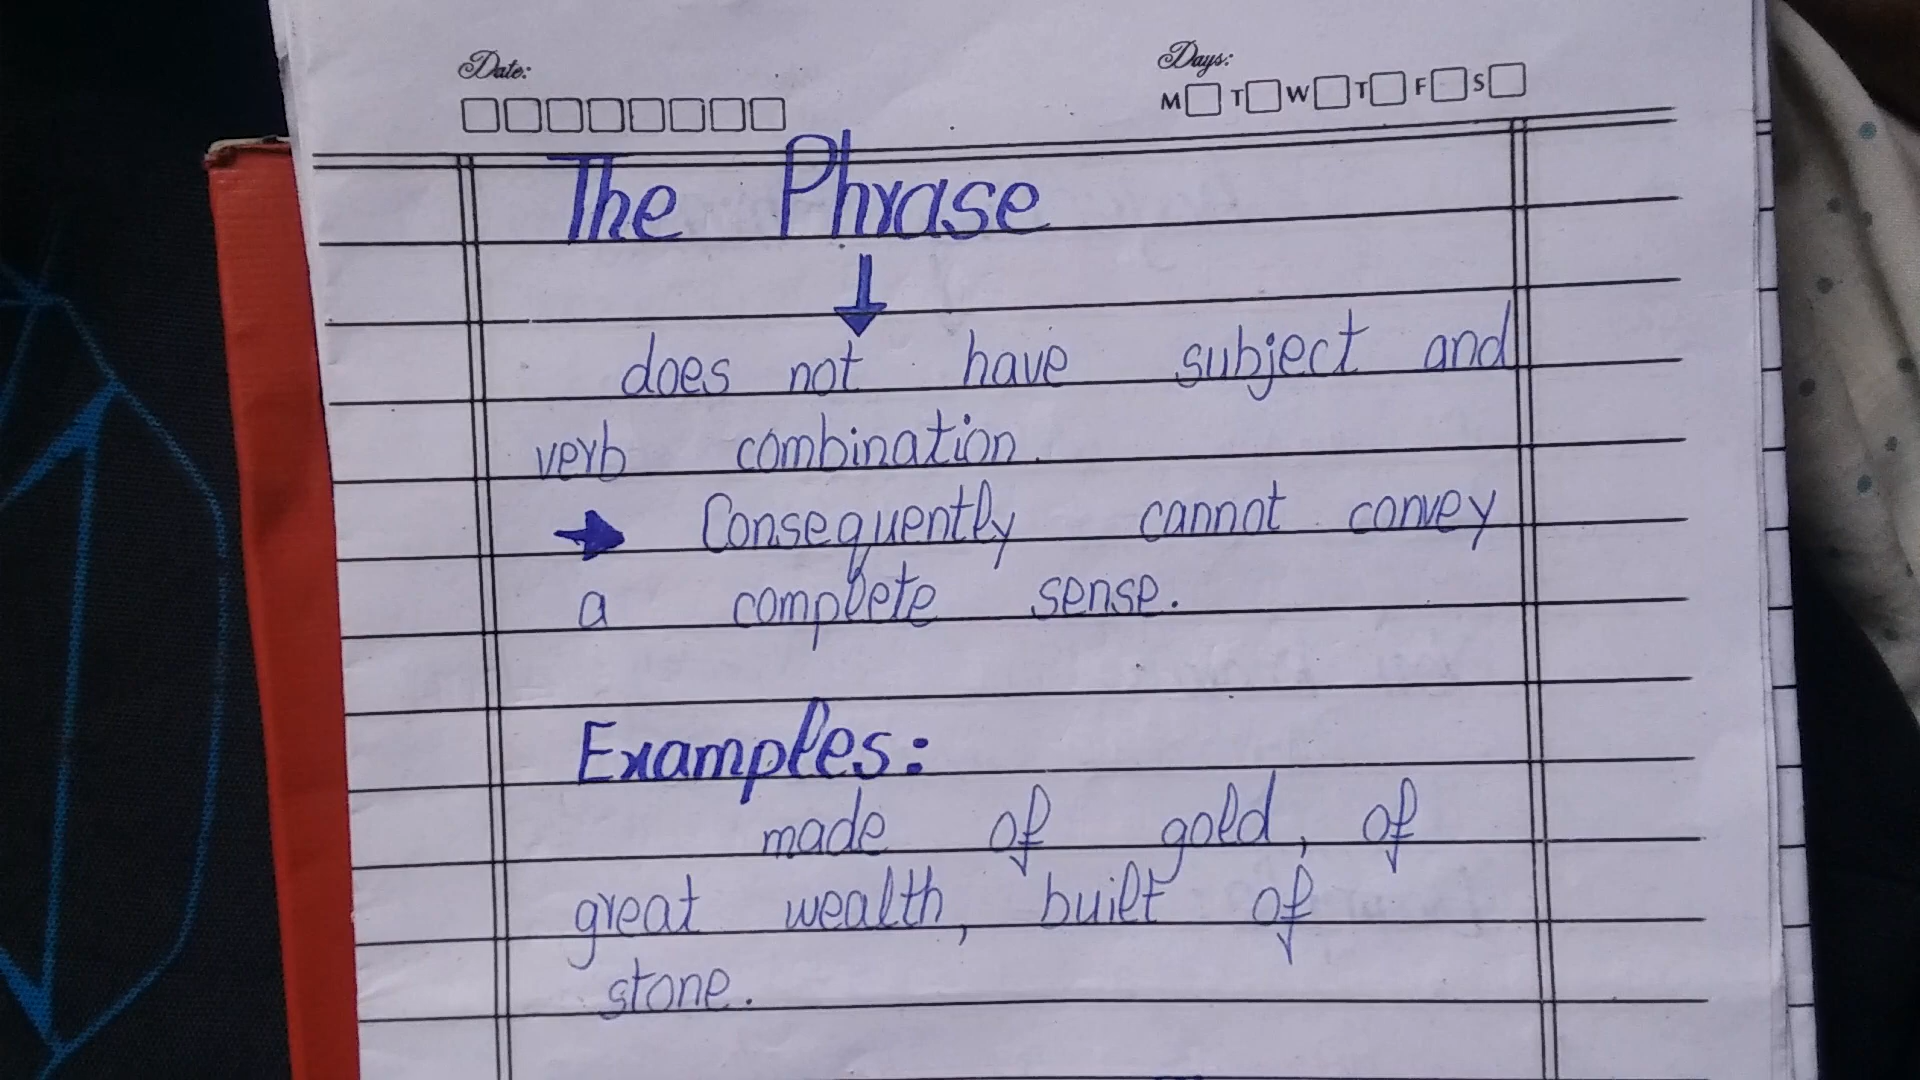 Date:
Days:
M T W T F S
The Phrase
does not have subject and
verb combination.
→ Consequently cannot convey
a complete sense.
Examples:
made of gold, of
great wealth, built of
stone.